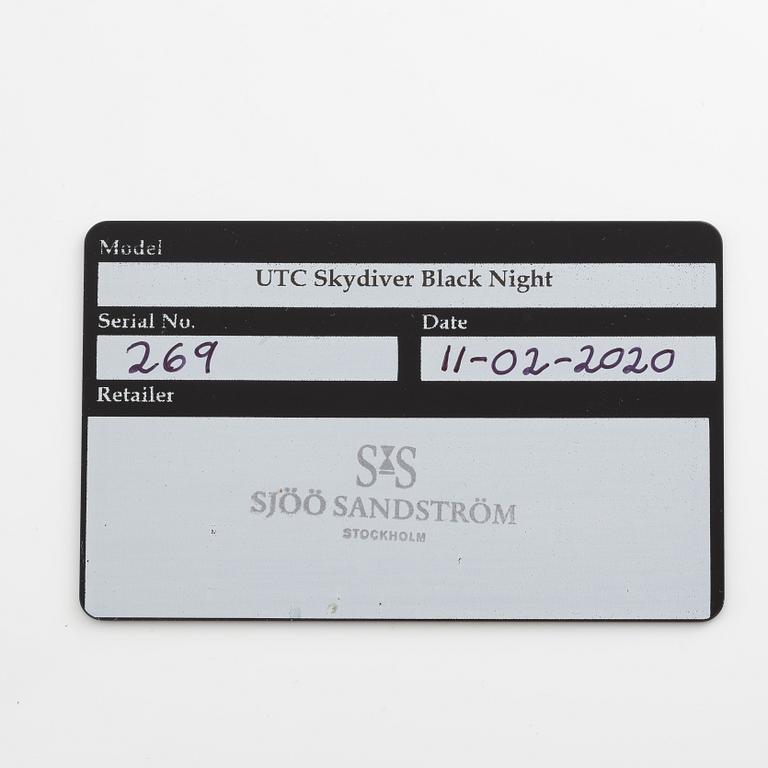 Model
UTC Skydiver Black Night
Serial No. Date
269 11-02-2020
Retailer
SS
SJÖÖ SANDSTRÖM
STOCKHOLM